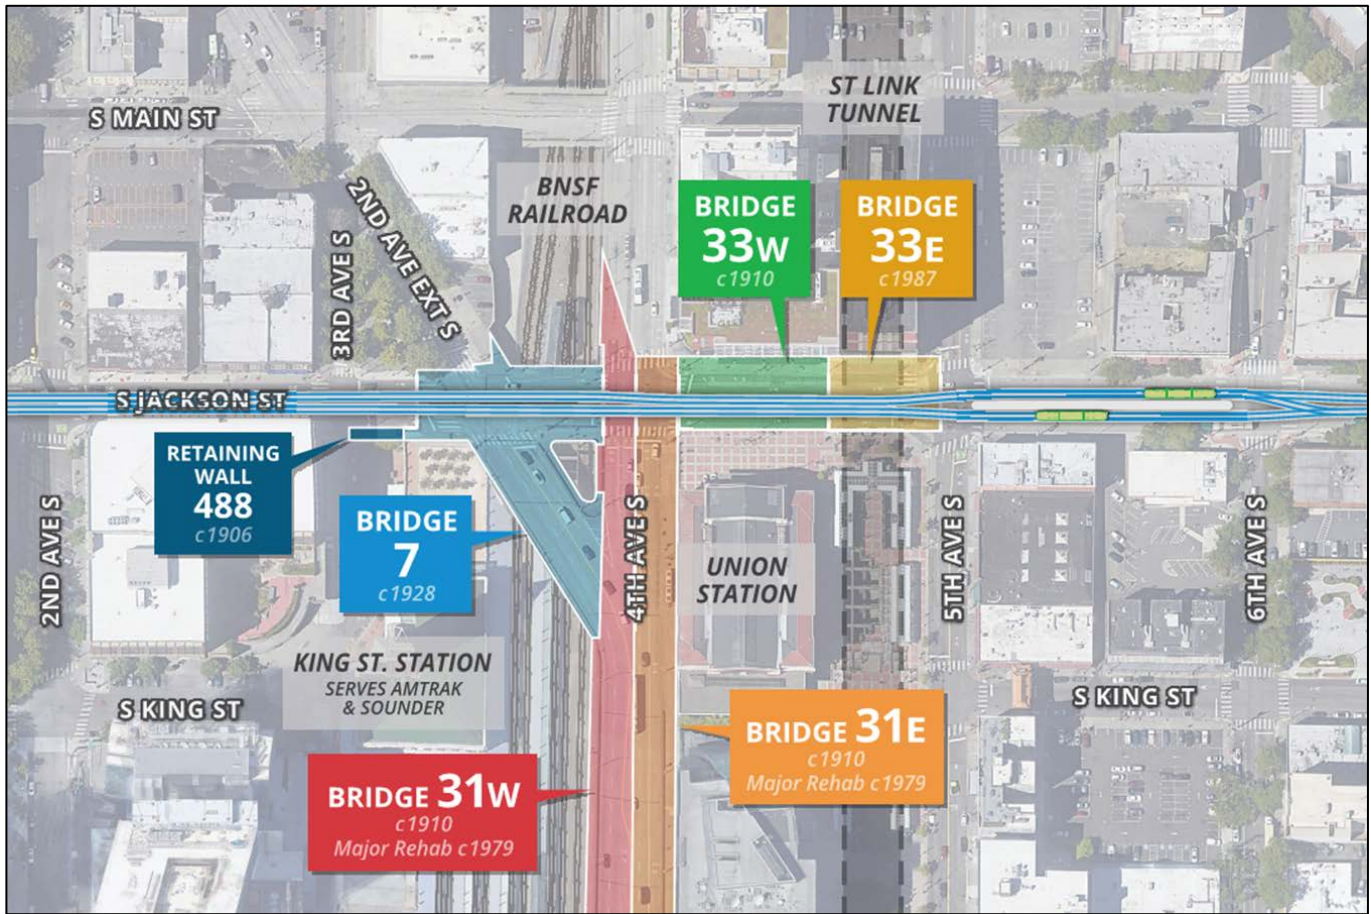 ST LINK
TUNNEL
S MAIN ST
BNSF
RAILROAD
2ND AVE EXT S
3RD AVE S
BRIDGE
33W
c1910
BRIDGE
33E
c1987
S JACKSON ST
RETAINING
WALL
488
c1906
BRIDGE
7
c1928
2ND AVE S
4TH AVE S
UNION
STATION
5TH AVE S
6TH AVE S
KING ST. STATION
SERVES AMTRAK
& SOUNDER
S KING ST
S KING ST
BRIDGE 31E
c1910
Major Rehab c1979
BRIDGE 31W
c1910
Major Rehab c1979